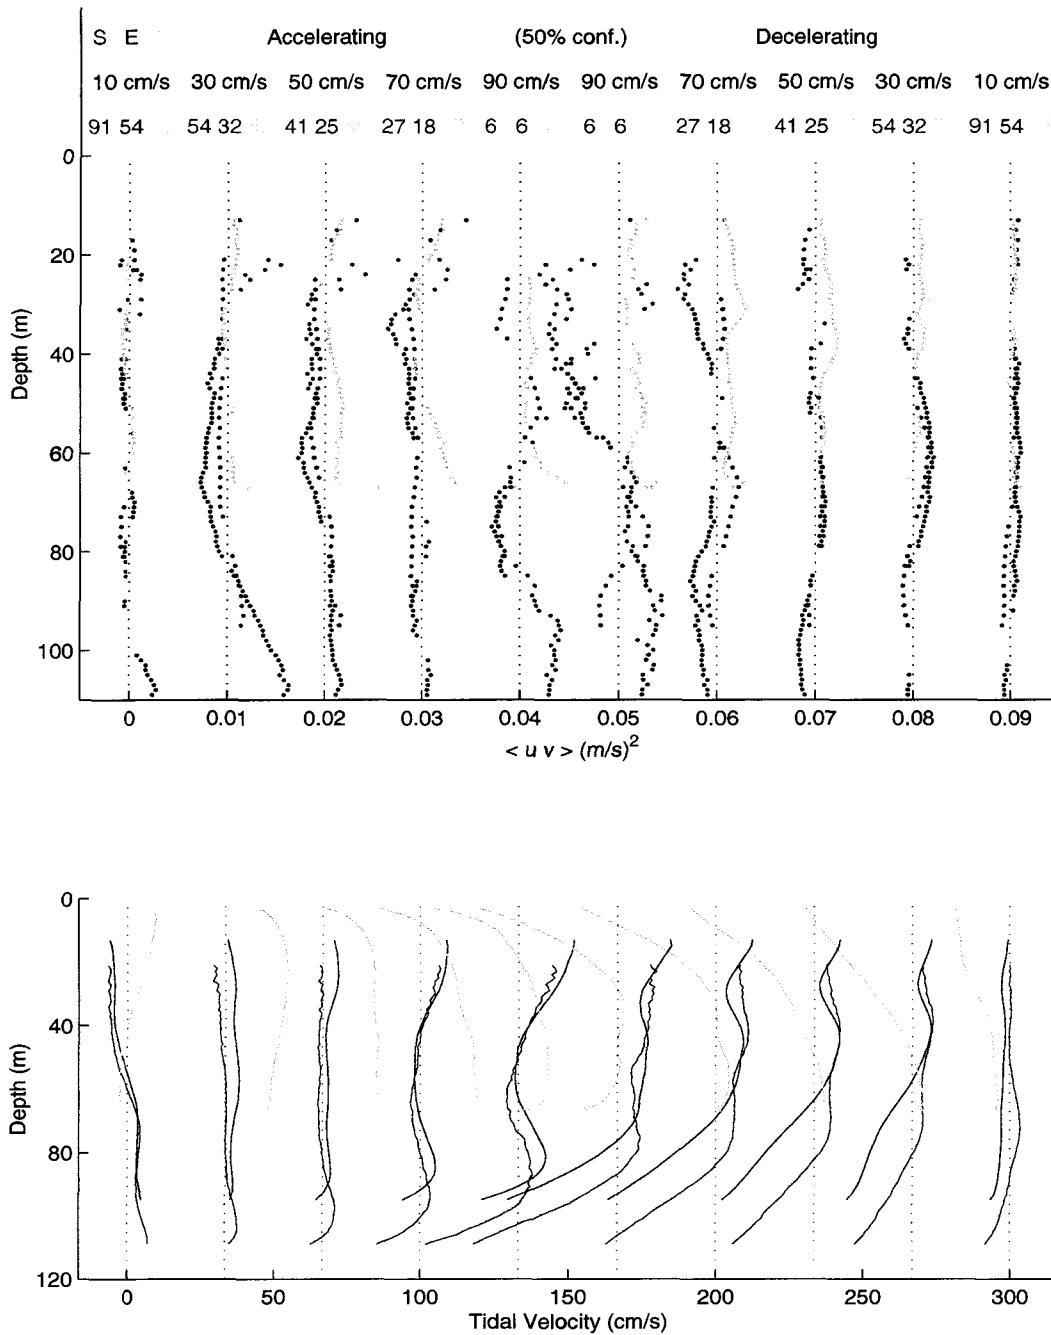 S E Accelerating (50% conf.) Decelerating
10 cm/s 30 cm/s 50 cm/s 70 cm/s 90 cm/s 90 cm/s 70 cm/s 50 cm/s 30 cm/s 10 cm/s
91 54 54 32 41 25 27 18 6 6 6 6 27 18 41 25 54 32 91 54
0
20
40
60
80
100
Depth (m)
0 0.01 0.02 0.03 0.04 0.05 0.06 0.07 0.08 0.09
< u v > (m/s)2
0
40
80
120
Depth (m)
0 50 100 150 200 250 300
Tidal Velocity (cm/s)